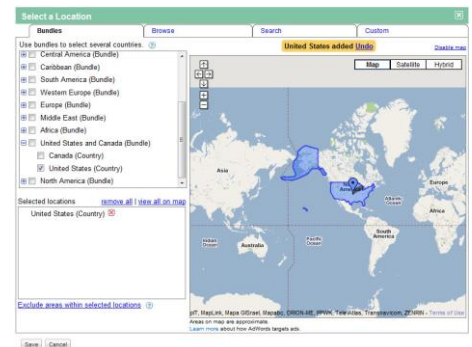 Select a Location
Bundles
Browse
Search
Custom
Use bundles to select several countries.
United States added Undo
Disable map
Central America (Bundle)
Caribbean (Bundle)
South America (Bundle)
Western Europe (Bundle)
Europe (Bundle)
Middle East (Bundle)
Africa (Bundle)
United States and Canada (Bundle)
Canada (Country)
United States (Country)
North America (Bundle)
Selected locations
remove all | view all on map
United States (Country)
Exclude areas within selected locations
Map
Satellite
Hybrid
Asia
Europe
Atlantic Ocean
Africa
South America
Pacific Ocean
Indian Ocean
Australia
Terms of Use
Areas on map are approximate.
Learn more about how AdWords targets ads.
Save
Cancel